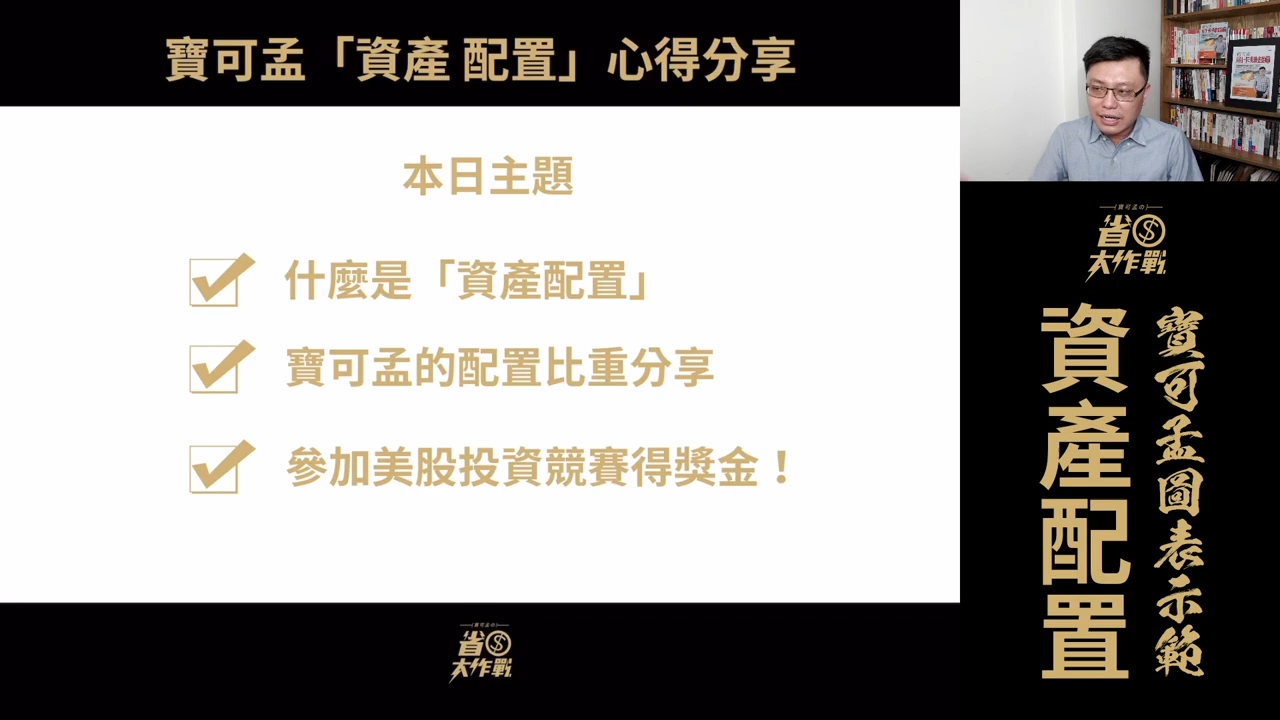 寶可孟「資產 配置」心得分享
本日主題
什麼是「資產配置」
寶可孟的配置比重分享
參加美股投資競賽得獎金！
寶可孟の
省$
大作戰
寶可孟の
省$
大作戰
寶可孟圖表示範
資產配置